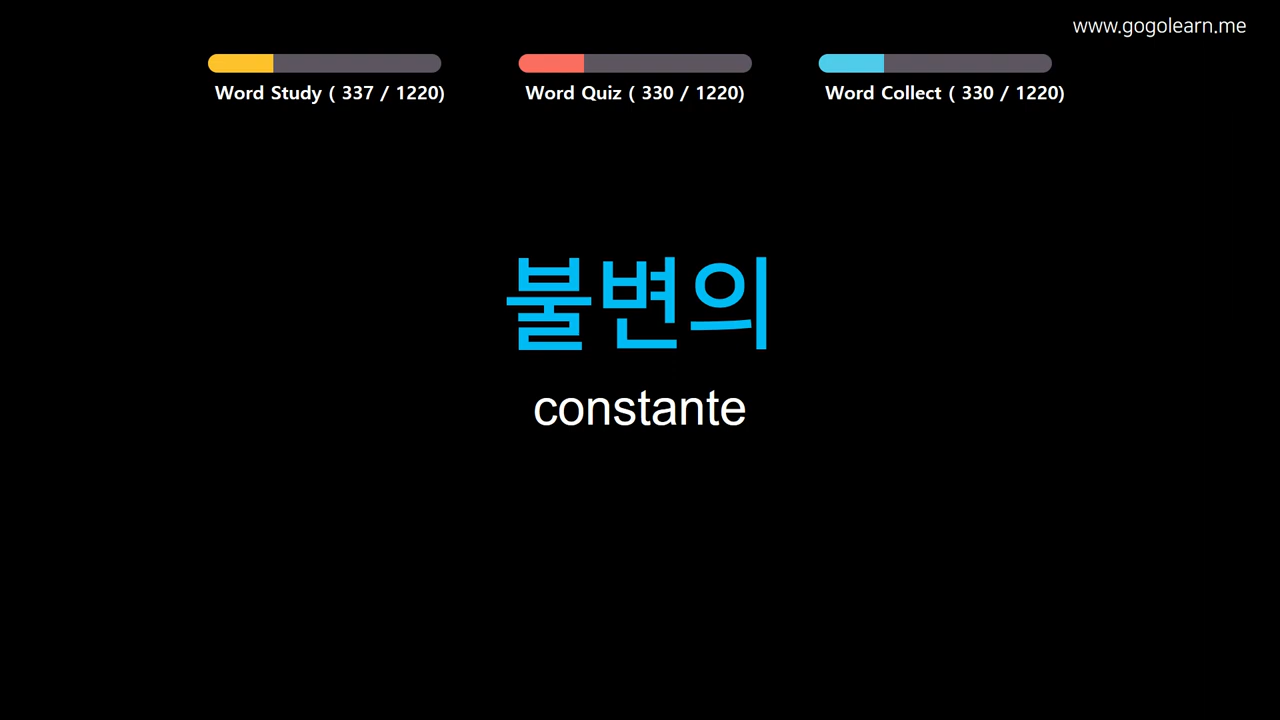 www.gogolearn.me
Word Study ( 337 / 1220)
Word Quiz ( 330 / 1220)
Word Collect ( 330 / 1220)
불변의
constante